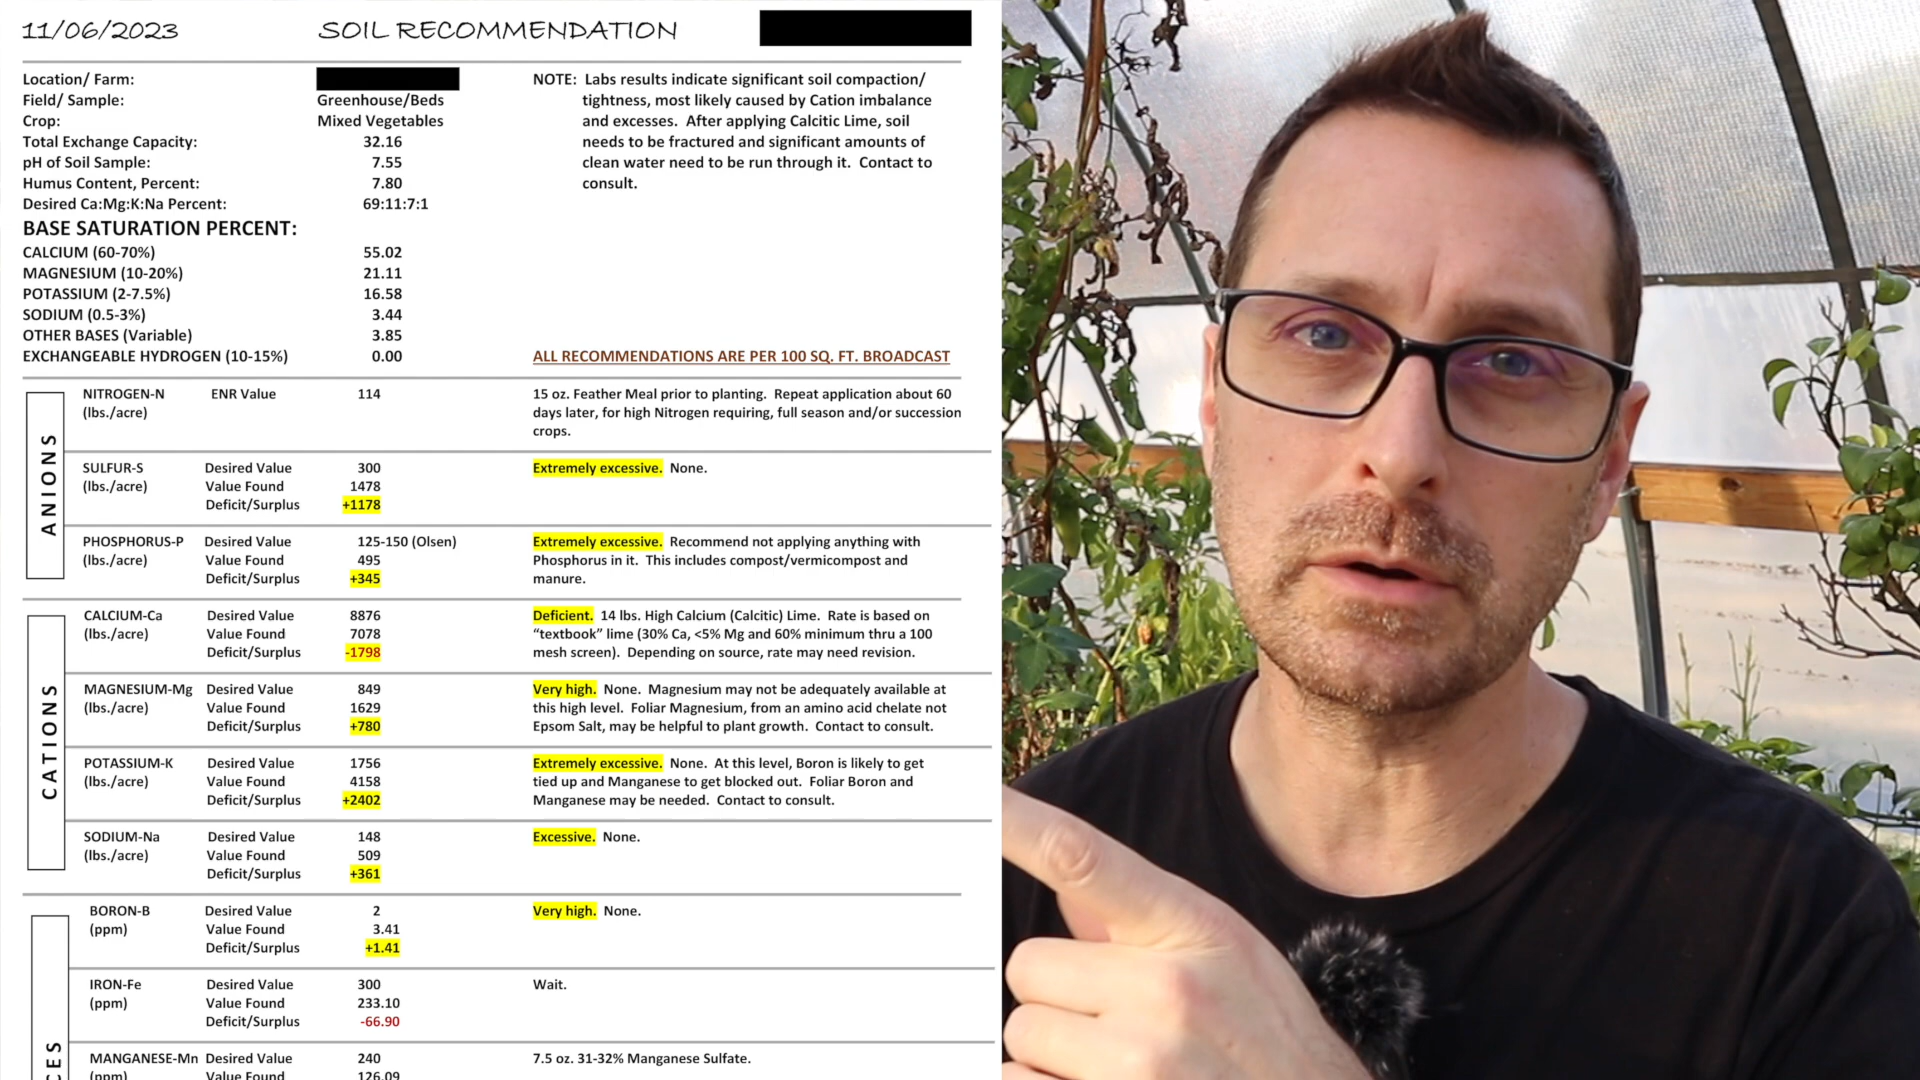 11/06/2023 SOIL RECOMMENDATION
Location/ Farm:
Field/ Sample: Greenhouse/Beds
Crop: Mixed Vegetables
Total Exchange Capacity: 32.16
pH of Soil Sample: 7.55
Humus Content, Percent: 7.80
Desired Ca:Mg:K:Na Percent: 69:11:7:1
NOTE: Labs results indicate significant soil compaction/
tightness, most likely caused by Cation imbalance
and excesses. After applying Calcitic Lime, soil
needs to be fractured and significant amounts of
clean water need to be run through it. Contact to
consult.
BASE SATURATION PERCENT:
CALCIUM (60-70%) 55.02
MAGNESIUM (10-20%) 21.11
POTASSIUM (2-7.5%) 16.58
SODIUM (0.5-3%) 3.44
OTHER BASES (Variable) 3.85
EXCHANGEABLE HYDROGEN (10-15%) 0.00
ALL RECOMMENDATIONS ARE PER 100 SQ. FT. BROADCAST
ANIONS
NITROGEN-N ENR Value 114
(lbs./acre)
15 oz. Feather Meal prior to planting. Repeat application about 60
days later, for high Nitrogen requiring, full season and/or succession
crops.
SULFUR-S Desired Value 300
(lbs./acre) Value Found 1478
Deficit/Surplus +1178
Extremely excessive. None.
PHOSPHORUS-P Desired Value 125-150 (Olsen)
(lbs./acre) Value Found 495
Deficit/Surplus +345
Extremely excessive. Recommend not applying anything with
Phosphorus in it. This includes compost/vermicompost and
manure.
CATIONS
CALCIUM-Ca Desired Value 8876
(lbs./acre) Value Found 7078
Deficit/Surplus -1798
Deficient. 14 lbs. High Calcium (Calcitic) Lime. Rate is based on
“textbook” lime (30% Ca, <5% Mg and 60% minimum thru a 100
mesh screen). Depending on source, rate may need revision.
MAGNESIUM-Mg Desired Value 849
(lbs./acre) Value Found 1629
Deficit/Surplus +780
Very high. None. Magnesium may not be adequately available at
this high level. Foliar Magnesium, from an amino acid chelate not
Epsom Salt, may be helpful to plant growth. Contact to consult.
POTASSIUM-K Desired Value 1756
(lbs./acre) Value Found 4158
Deficit/Surplus +2402
Extremely excessive. None. At this level, Boron is likely to get
tied up and Manganese to get blocked out. Foliar Boron and
Manganese may be needed. Contact to consult.
SODIUM-Na Desired Value 148
(lbs./acre) Value Found 509
Deficit/Surplus +361
Excessive. None.
CES
BORON-B Desired Value 2
(ppm) Value Found 3.41
Deficit/Surplus +1.41
Very high. None.
IRON-Fe Desired Value 300
(ppm) Value Found 233.10
Deficit/Surplus -66.90
Wait.
MANGANESE-Mn Desired Value 240
(ppm) Value Found 126.09
7.5 oz. 31-32% Manganese Sulfate.